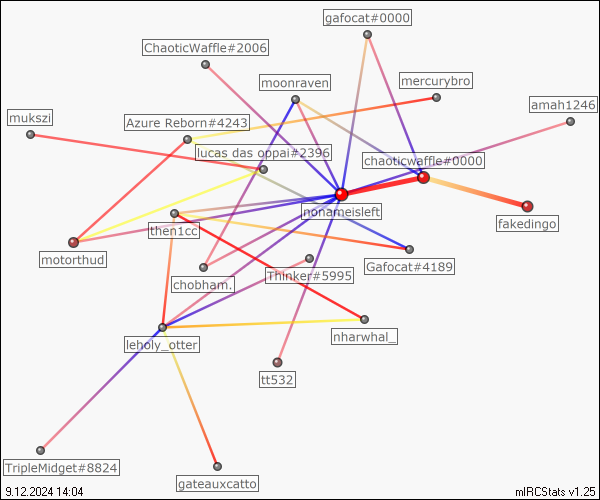 gafocat#0000
ChaoticWaffle#2006
moonraven
mercurybro
amah1246
mukszi
Azure Reborn#4243
lucas das oppai#2396
chaoticwaffle#0000
nonameisleft
fakedingo
then1cc
motorthud
Gafocat#4189
Thinker#5995
chobham.
nharwhal_
leholy_otter
tt532
TripleMidget#8824
gateauxcatto
9.12.2024 14:04
mIRCStats v1.25